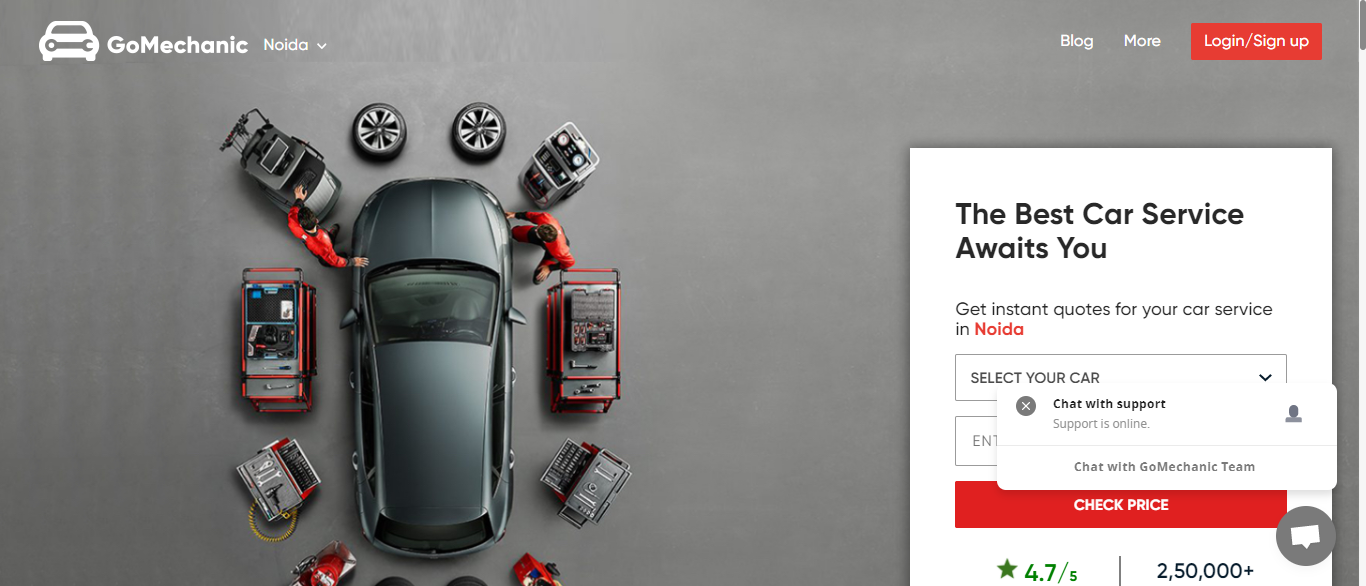 GoMechanic
Noida
Blog
More
Login/Sign up
The Best Car Service
Awaits You
Get instant quotes for your car service
in Noida
SELECT YOUR CAR
Chat with support
Support is online.
ENT
Chat with GoMechanic Team
CHECK PRICE
4.7/5
2,50,000+